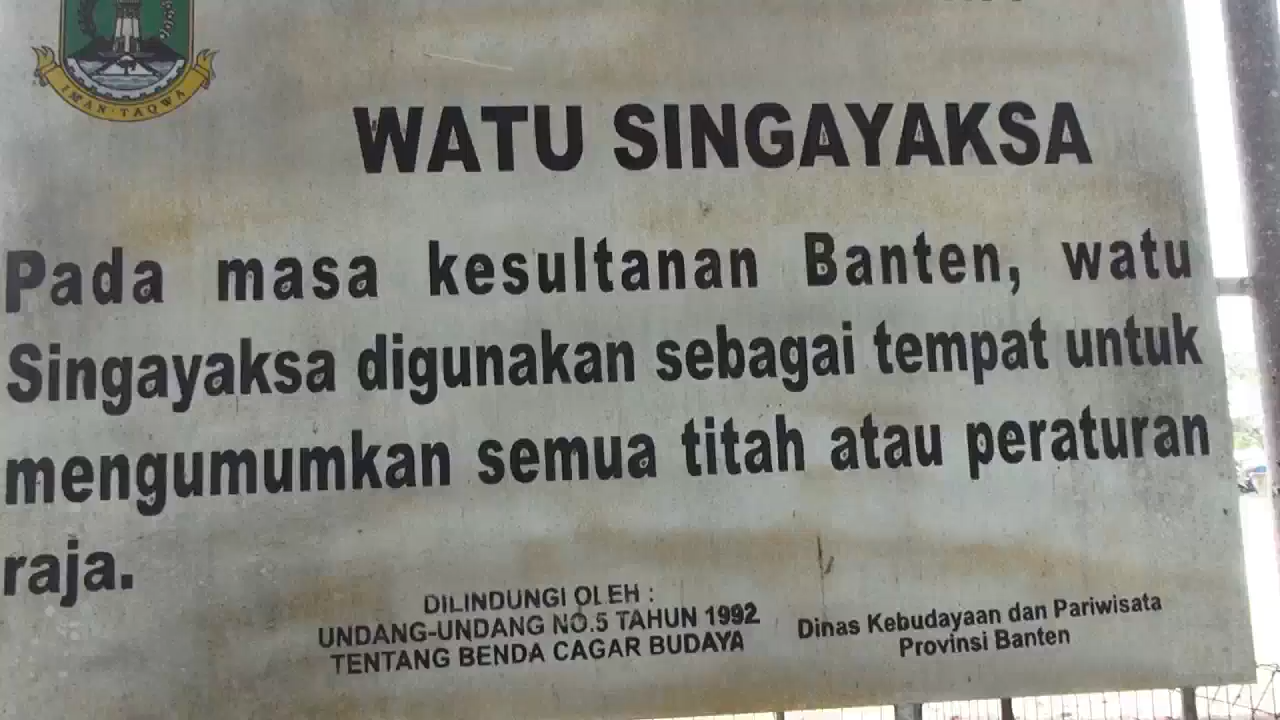 IMAN TAQWA
WATU SINGAYAKSA
Pada masa kesultanan Banten, watu
Singayaksa digunakan sebagai tempat untuk
mengumumkan semua titah atau peraturan
raja.
DILINDUNGI OLEH :
UNDANG-UNDANG NO.5 TAHUN 1992
TENTANG BENDA CAGAR BUDAYA
Dinas Kebudayaan dan Pariwisata
Provinsi Banten